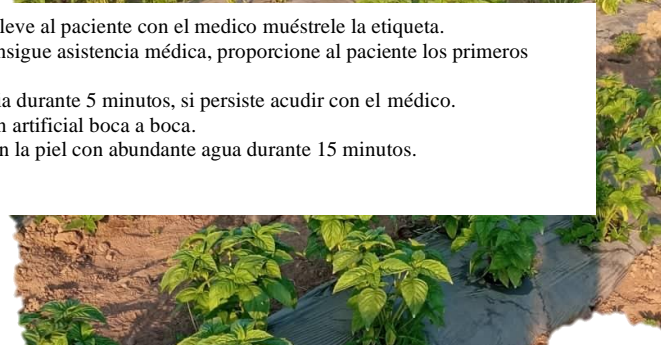 leve al paciente con el medico muéstrele la etiqueta.
nsigue asistencia médica, proporcione al paciente los primeros
a durante 5 minutos, si persiste acudir con el médico.
n artificial boca a boca.
n la piel con abundante agua durante 15 minutos.